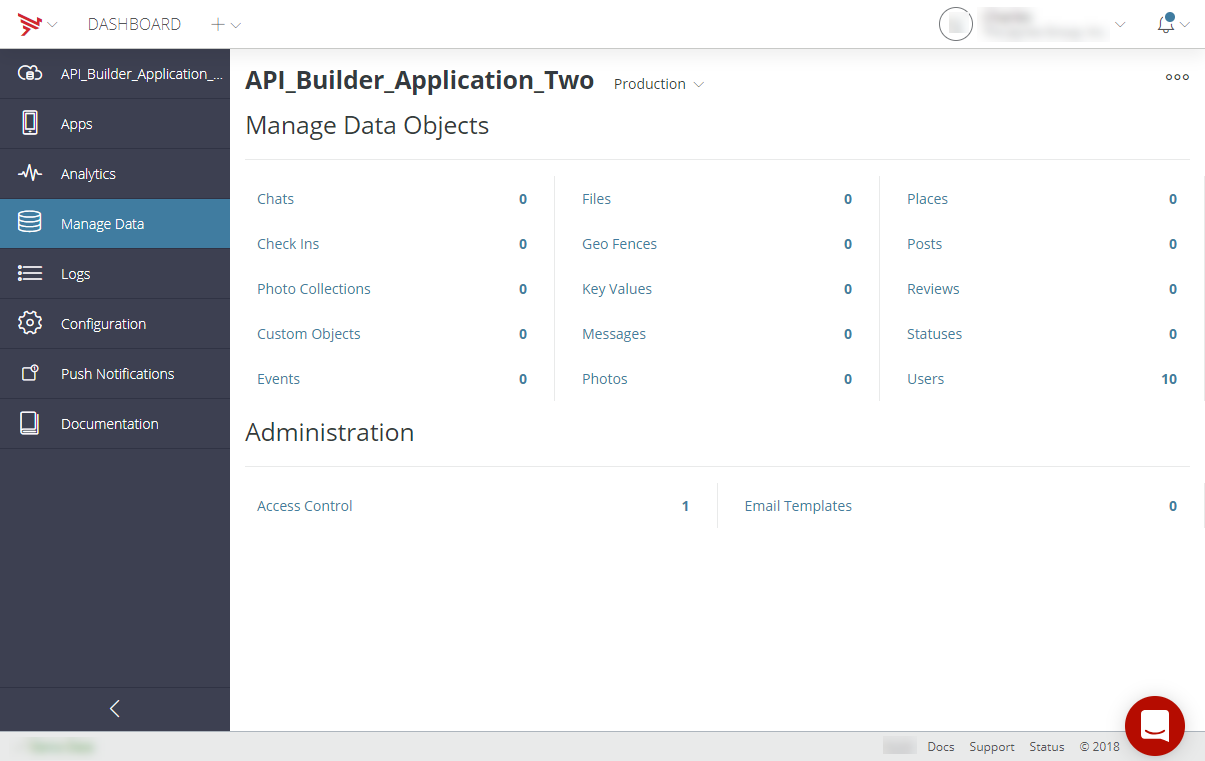 DASHBOARD
API_Builder_Application_...
Apps
Analytics
Manage Data
Logs
Configuration
Push Notifications
Documentation
API_Builder_Application_Two Production
Manage Data Objects
Chats 0 Files 0 Places 0
Check Ins 0 Geo Fences 0 Posts 0
Photo Collections 0 Key Values 0 Reviews 0
Custom Objects 0 Messages 0 Statuses 0
Events 0 Photos 0 Users 10
Administration
Access Control 1 Email Templates 0
Docs Support Status © 2018